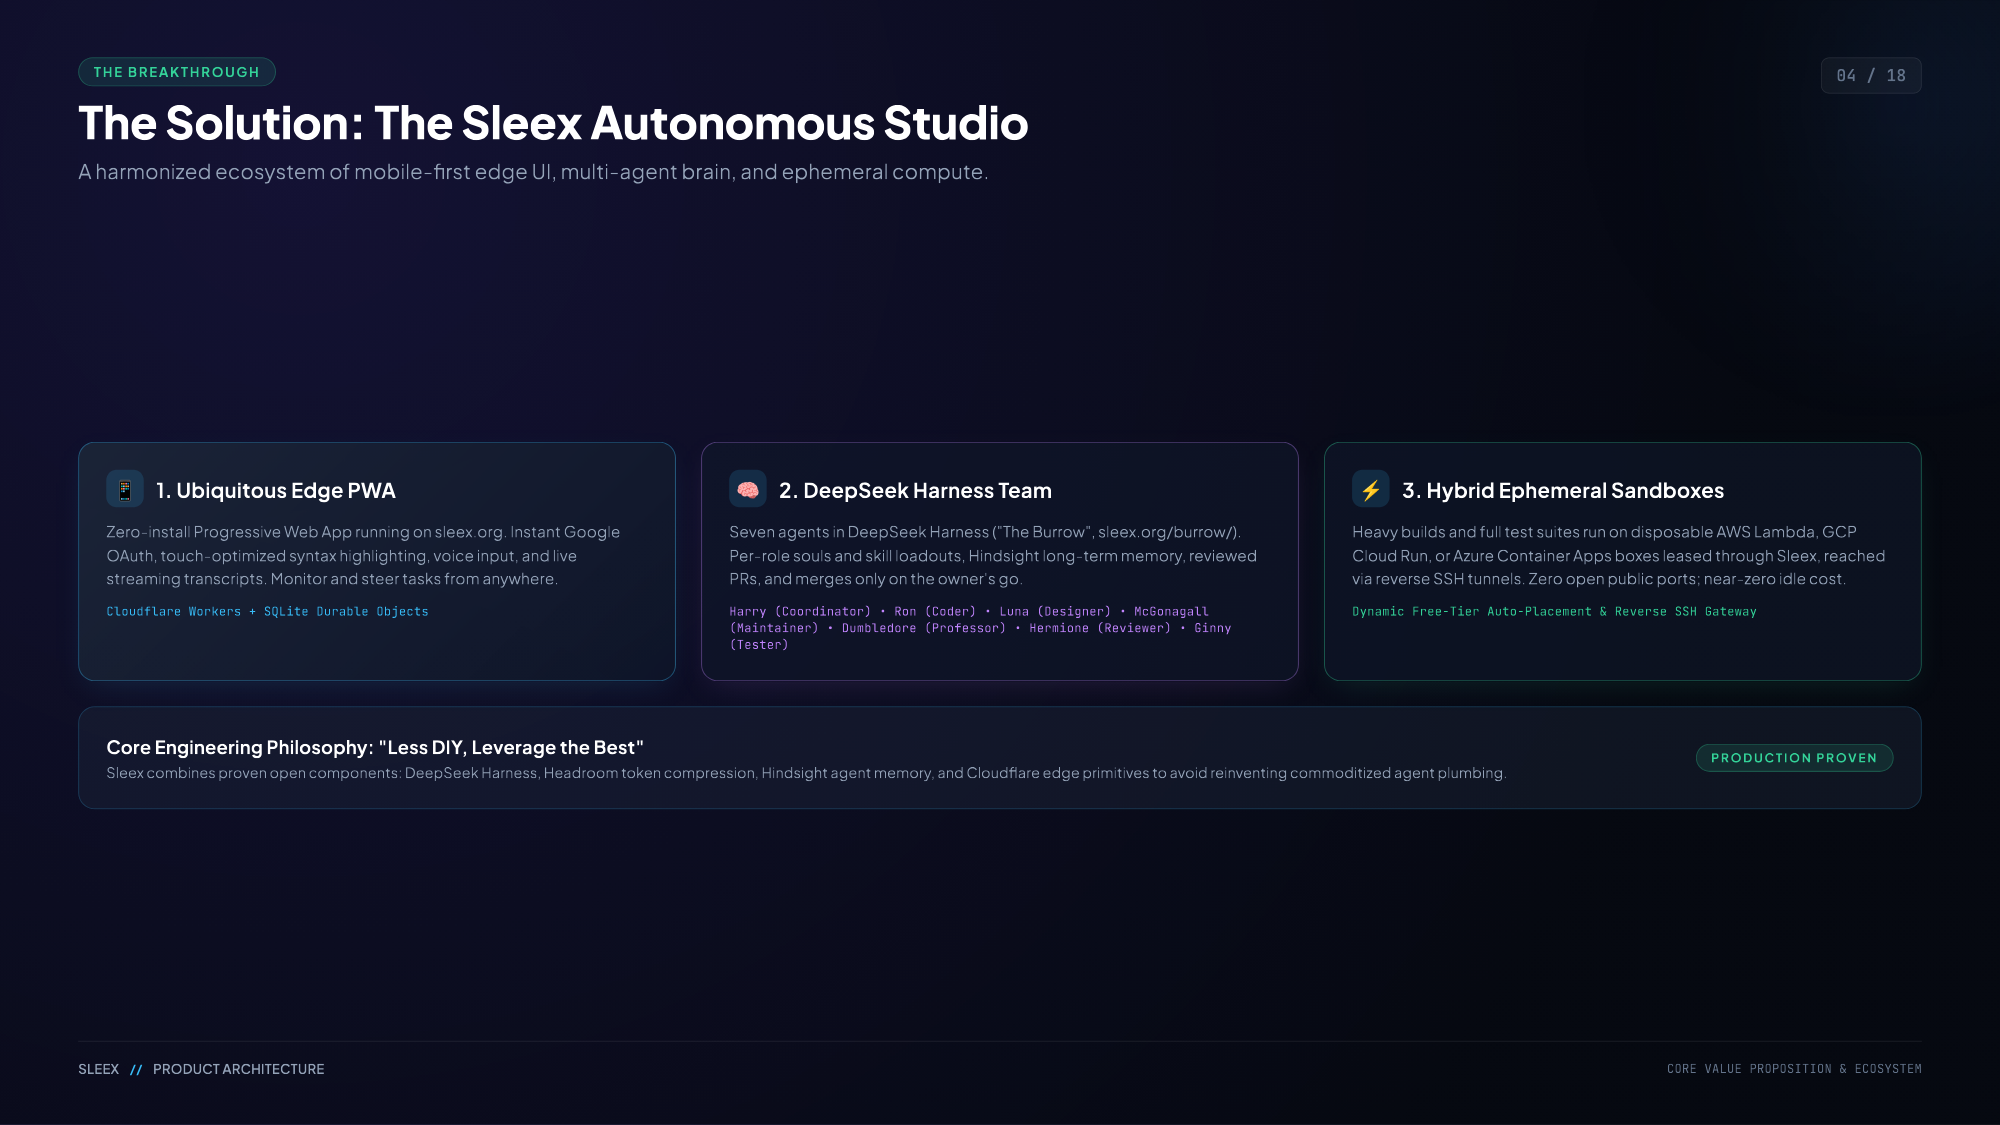 THE BREAKTHROUGH
04 / 18
The Solution: The Sleex Autonomous Studio
A harmonized ecosystem of mobile-first edge UI, multi-agent brain, and ephemeral compute.
1. Ubiquitous Edge PWA
Zero-install Progressive Web App running on sleex.org. Instant Google
OAuth, touch-optimized syntax highlighting, voice input, and live
streaming transcripts. Monitor and steer tasks from anywhere.
Cloudflare Workers + SQLite Durable Objects
2. DeepSeek Harness Team
Seven agents in DeepSeek Harness ("The Burrow", sleex.org/burrow/).
Per-role souls and skill loadouts, Hindsight long-term memory, reviewed
PRs, and merges only on the owner's go.
Harry (Coordinator) • Ron (Coder) • Luna (Designer) • McGonagall
(Maintainer) • Dumbledore (Professor) • Hermione (Reviewer) • Ginny
(Tester)
3. Hybrid Ephemeral Sandboxes
Heavy builds and full test suites run on disposable AWS Lambda, GCP
Cloud Run, or Azure Container Apps boxes leased through Sleex, reached
via reverse SSH tunnels. Zero open public ports; near-zero idle cost.
Dynamic Free-Tier Auto-Placement & Reverse SSH Gateway
Core Engineering Philosophy: "Less DIY, Leverage the Best"
Sleex combines proven open components: DeepSeek Harness, Headroom token compression, Hindsight agent memory, and Cloudflare edge primitives to avoid reinventing commoditized agent plumbing.
PRODUCTION PROVEN
SLEEX // PRODUCT ARCHITECTURE
CORE VALUE PROPOSITION & ECOSYSTEM